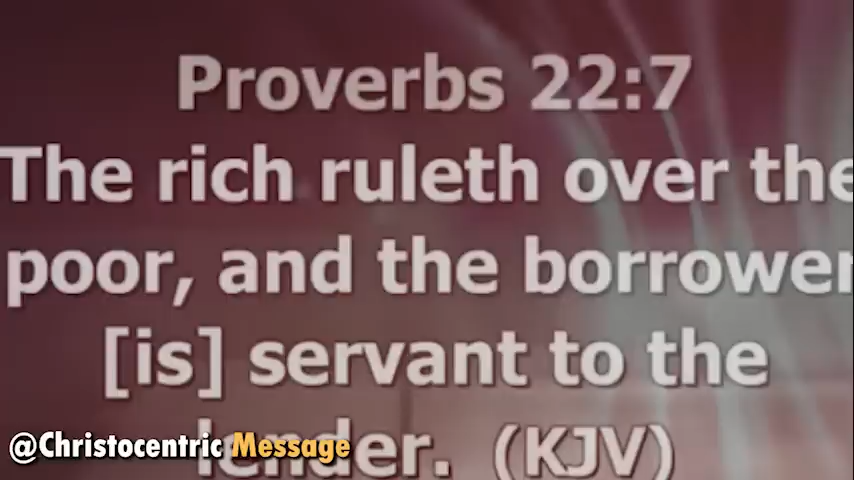 Proverbs 22:7
The rich ruleth over the
poor, and the borrower
[is] servant to the
lender. (KJV)
@Christocentric Message